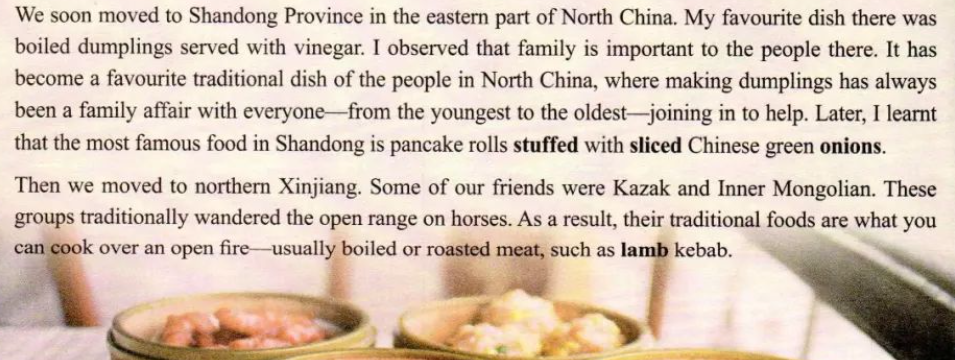 We soon moved to Shandong Province in the eastern part of North China. My favourite dish there was
boiled dumplings served with vinegar. I observed that family is important to the people there. It has
become a favourite traditional dish of the people in North China, where making dumplings has always
been a family affair with everyone—from the youngest to the oldest—joining in to help. Later, I learnt
that the most famous food in Shandong is pancake rolls stuffed with sliced Chinese green onions.
Then we moved to northern Xinjiang. Some of our friends were Kazak and Inner Mongolian. These
groups traditionally wandered the open range on horses. As a result, their traditional foods are what you
can cook over an open fire—usually boiled or roasted meat, such as lamb kebab.